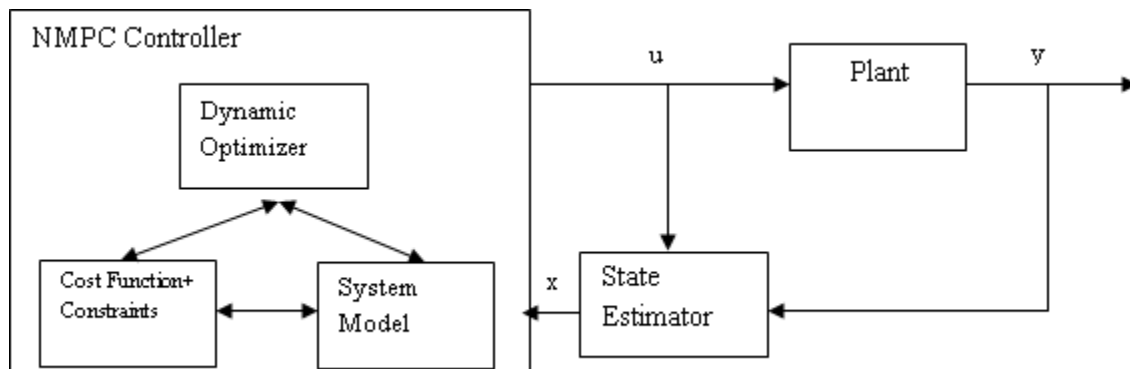 NMPC Controller
u
Plant
y
Dynamic
Optimizer
Cost Function+
Constraints
System
Model
x
State
Estimator